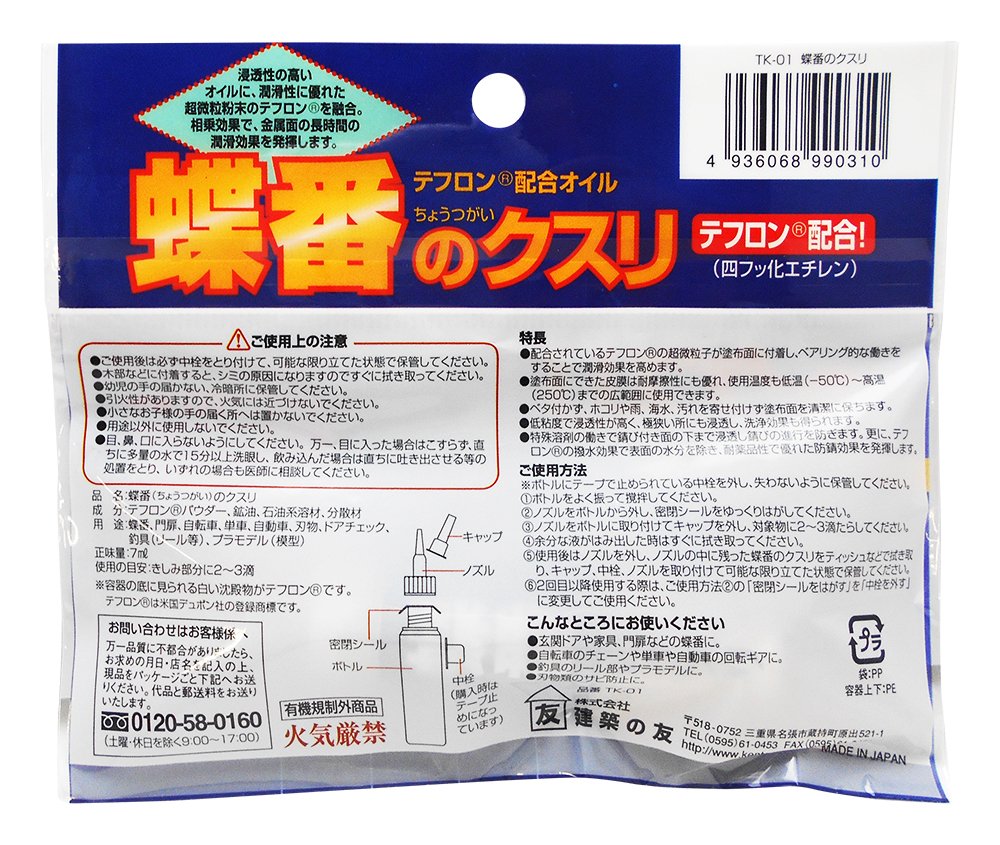 浸透性の高い
オイルに、潤滑性に優れた
超微粒粉末のテフロン®を融合。
相乗効果で、金属面の長時間の
潤滑効果を発揮します。
TK-01 蝶番のクスリ
4 936068 990310
テフロン®配合オイル
ちょうつがい
蝶番のクスリ
テフロン®配合!
(四フッ化エチレン)
ご使用上の注意
●ご使用後は必ず中栓をとり付けて、可能な限り立てた状態で保管してください。
●木部などに付着すると、シミの原因になりますのですぐに拭き取ってください。
●幼児の手の届かない、冷暗所に保管してください。
●引火性がありますので、火気には近づけないでください。
●小さなお子様の手の届く所へは置かないでください。
●用途以外に使用しないでください。
●目、鼻、口に入らないようにしてください。万一、目に入った場合はこすらず、直
ちに多量の水で15分以上洗眼し、飲み込んだ場合は直ちに吐き出させる等の
処置をとり、いずれの場合も医師に相談してください。
品 名:蝶番(ちょうつがい)のクスリ
成 分:テフロン®パウダー、鉱油、石油系溶材、分散材
用 途:蝶番、門扉、自転車、単車、自動車、刃物、ドアチェック、
釣具(リール等)、プラモデル(模型)
正味量:7㎖
使用の目安:きしみ部分に2〜3滴
※容器の底に見られる白い沈殿物がテフロン®です。
テフロン®は米国デュポン社の登録商標です。
お問い合わせはお客様係へ
万一品質に不都合がありましたら、
お求めの月日・店名を記入の上、
現品をパッケージごと下記へお送
りください。代品と郵送料をお送り
いたします。
0120-58-0160
(土曜・休日を除く9:00〜17:00)
キャップ
ノズル
密閉シール
ボトル
中栓
(購入時は
テープ止
めになっ
ています)
有機規制外商品
火気厳禁
特長
●配合されているテフロン®の超微粒子が塗布面に付着し、ベアリング的な働きを
することで潤滑効果を高めます。
●塗布面にできた皮膜は耐摩擦性にも優れ、使用温度も低温(−50℃)〜高温
(250℃)までの広範囲に使用できます。
●ベタ付かず、ホコリや雨、海水、汚れを寄せ付けず塗布面を清潔に保ちます。
●低粘度で浸透性が高く、極狭い所にも浸透し、洗浄効果も得られます。
●特殊溶剤の働きで錆び付き面の下まで浸透し錆びの進行を防ぎます。更に、テフ
ロン®の撥水効果で表面の水分を除き、耐薬品性で優れた防錆効果を発揮します。
ご使用方法
※ボトルにテープで止められている中栓を外し、失わないように保管してください。
①ボトルをよく振って攪拌してください。
②ノズルをボトルから外し、密閉シールをゆっくりはがしてください。
③ノズルをボトルに取り付けてキャップを外し、対象物に2〜3滴たらしてください。
④余分な液がはみ出した時はすぐに拭き取ってください。
⑤使用後はノズルを外し、ノズルの中に残った蝶番のクスリをティッシュなどで拭き取
り、キャップ、中栓、ノズルを取り付けて可能な限り立てた状態で保管してください。
⑥2回目以降使用する際は、ご使用方法②の「密閉シールをはがす」を「中栓を外す」
に変更してご使用ください。
こんなところにお使いください
●玄関ドアや家具、門扉などの蝶番に。
●自転車のチェーンや単車や自動車の回転ギアに。
●釣具のリール部やプラモデルに。
●刃物類のサビ防止に。
品番 TK-01
プラ
袋:PP
容器上下:PE
友
株式会社
建築の友
〒518-0752 三重県名張市蔵持町原出521-1
TEL(0595)61-0453 FAX(0595)
http://www.ken
MADE IN JAPAN